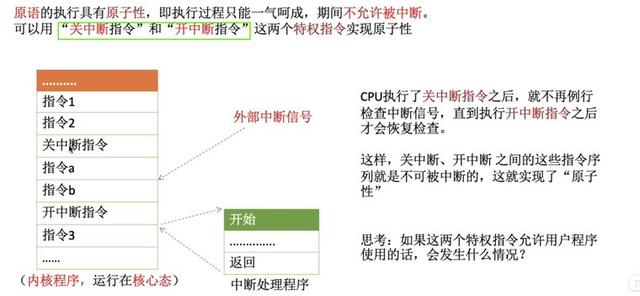 原语的执行具有原子性，即执行过程只能一气呵成，期间不允许被中断。
可以用 “关中断指令”和“开中断指令” 这两个特权指令实现原子性
..........
指令1
指令2
关中断指令
指令a
指令b
开中断指令
指令3
......
（内核程序，运行在核心态）
外部中断信号
开始
.............
返回
中断处理程序
CPU执行了关中断指令之后，就不再例行
检查中断信号，直到执行开中断指令之后
才会恢复检查。
这样，关中断、开中断 之间的这些指令序
列就是不可被中断的，这就实现了“原子
性”
思考：如果这两个特权指令允许用户程序
使用的话，会发生什么情况？